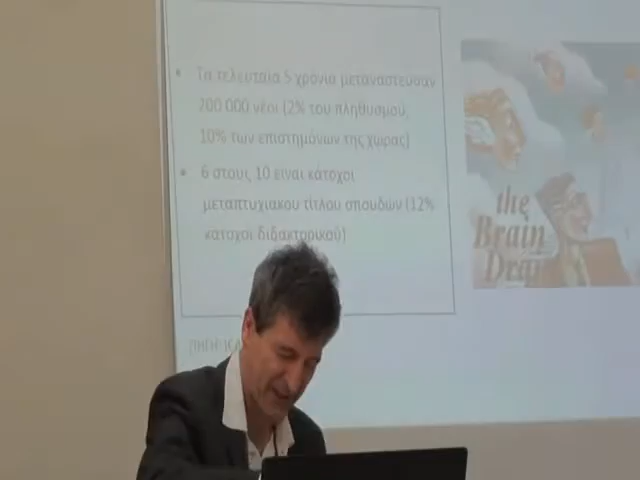 • Τα τελευταία 5 χρόνια μετανάστευσαν
200 000 νέοι (2% του πληθυσμού,
10% των επιστημόνων της χώρας)
• 6 στους 10 είναι κάτοχοι
μεταπτυχιακού τίτλου σπουδών (12%
κάτοχοι διδακτορικού)
the
Brain